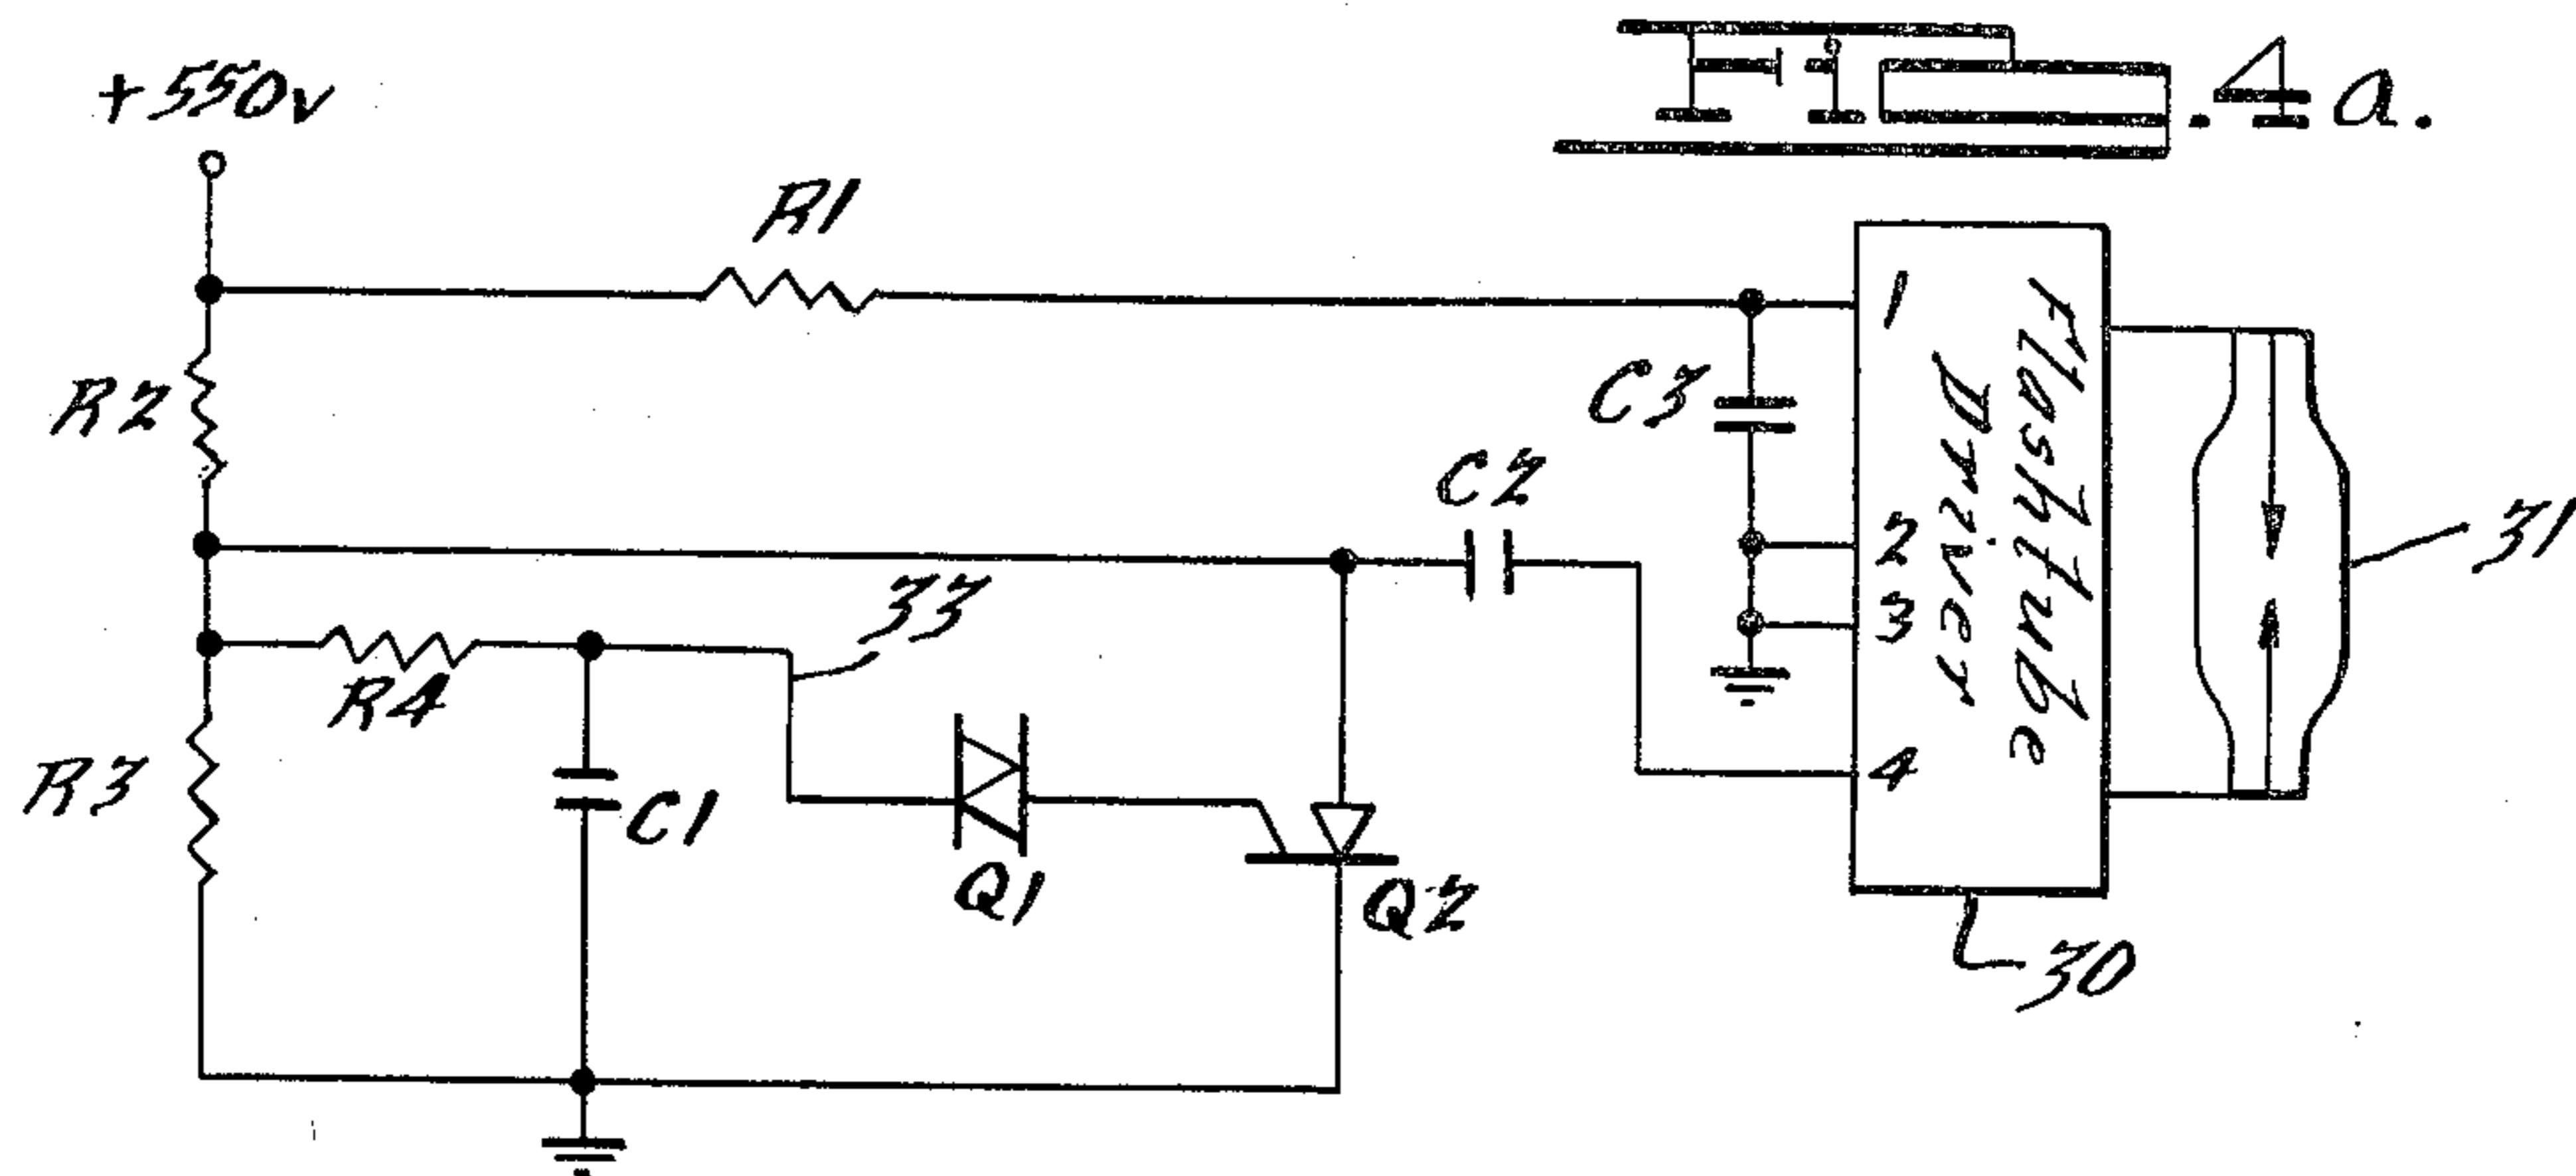 Fig. 4a.
+550v
R1
R2
C3
1
Flashtube
Driver
C2
2
31
33
3
R4
4
R3
C1
Q1
Q2
30